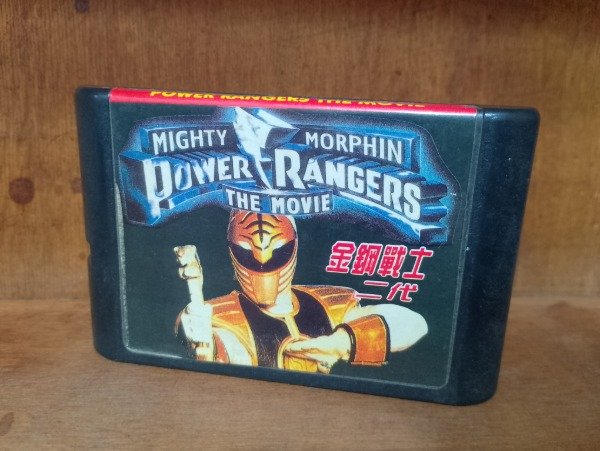 POWER RANGERS THE MOVIE
MIGHTY MORPHIN
POWER RANGERS
THE MOVIE
金鋼戰士
二代